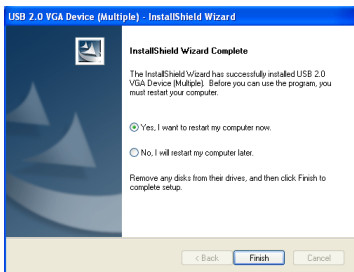 USB 2.0 VGA Device (Multiple) - InstallShield Wizard
InstallShield Wizard Complete
The InstallShield Wizard has successfully installed USB 2.0
VGA Device (Multiple). Before you can use the program, you
must restart your computer.
Yes, I want to restart my computer now.
No, I will restart my computer later.
Remove any disks from their drives, and then click Finish to
complete setup.
< Back Finish Cancel